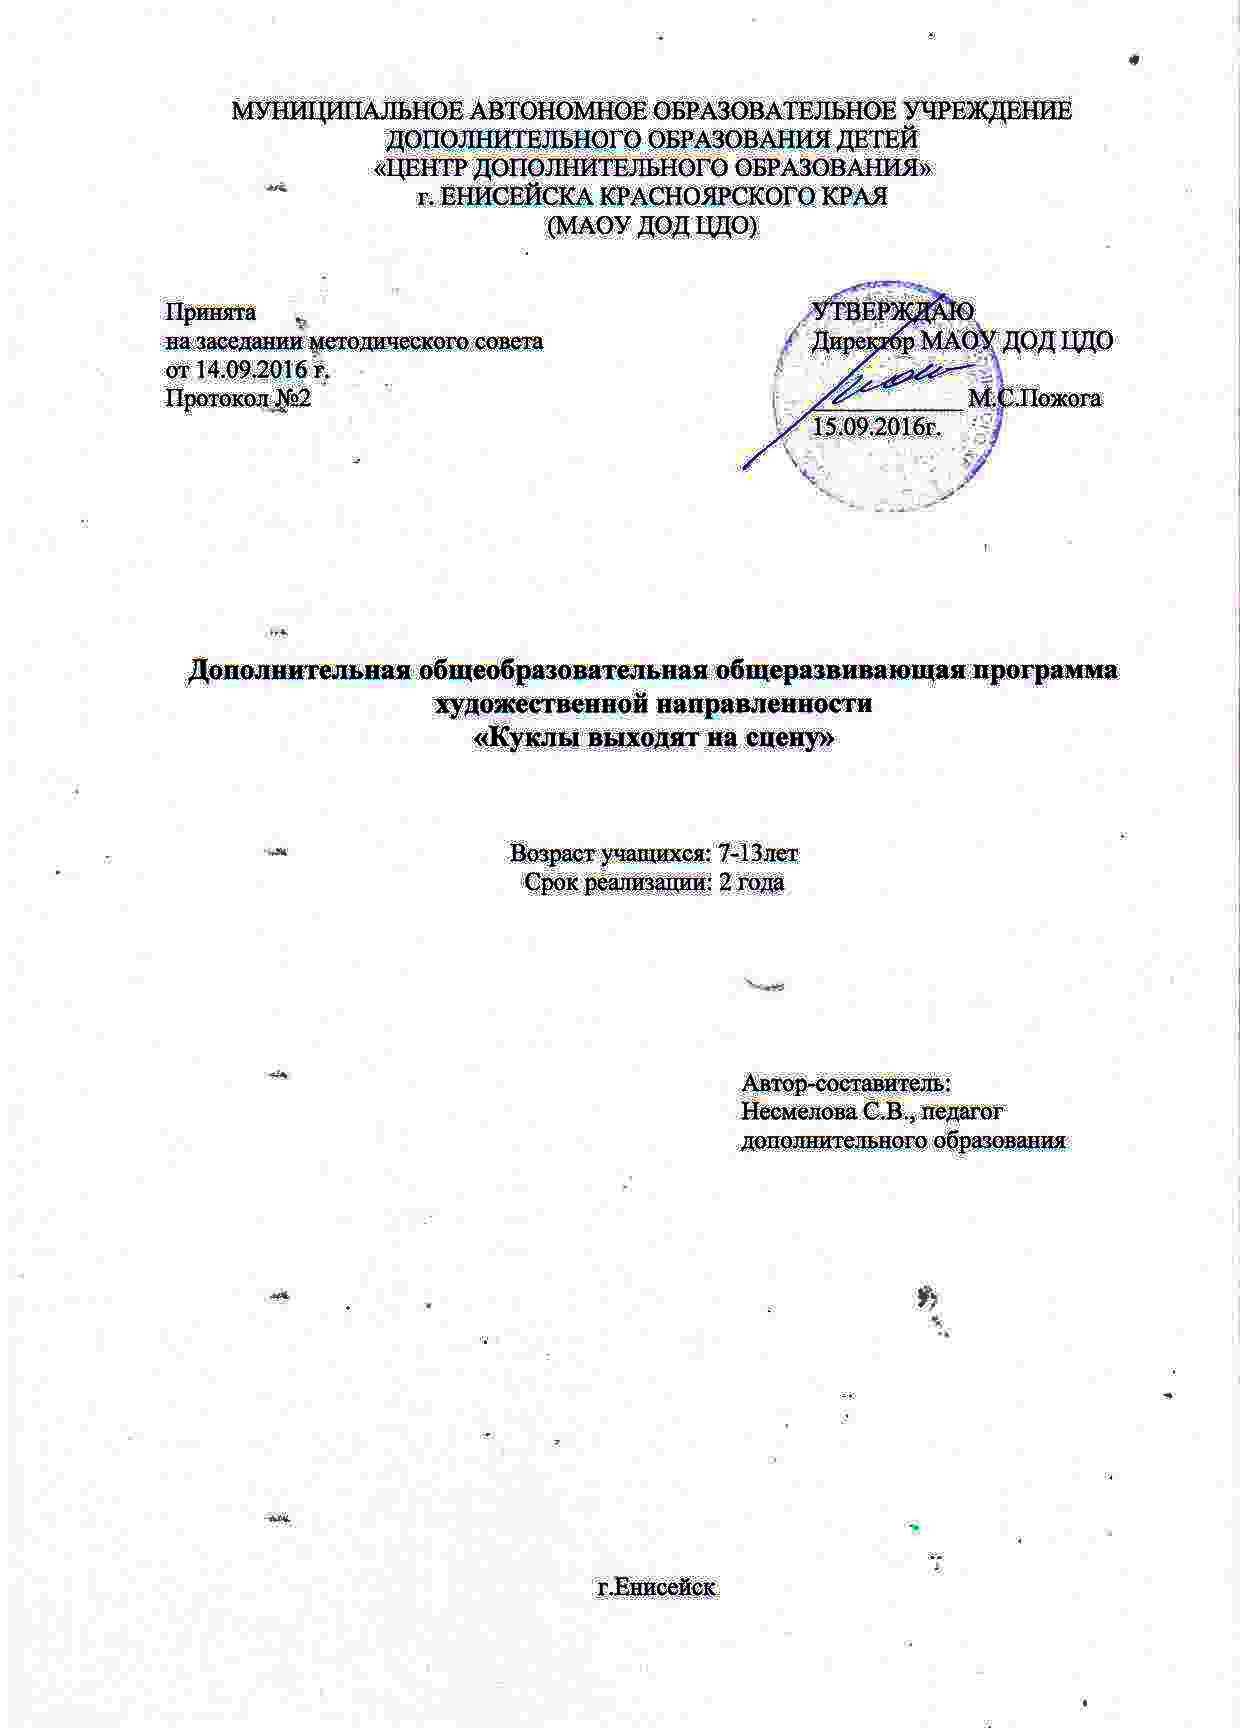 МУНИЦИПАЛЬНОЕ АВТОНОМНОЕ ОБРАЗОВАТЕЛЬНОЕ УЧРЕЖДЕНИЕ
ДОПОЛНИТЕЛЬНОГО ОБРАЗОВАНИЯ ДЕТЕЙ
«ЦЕНТР ДОПОЛНИТЕЛЬНОГО ОБРАЗОВАНИЯ»
г. ЕНИСЕЙСКА КРАСНОЯРСКОГО КРАЯ
(МАОУ ДОД ЦДО)
Принята
на заседании методического совета
от 14.09.2016 г.
Протокол №2
УТВЕРЖДАЮ
Директор МАОУ ДОД ЦДО
____________ М.С.Пожога
15.09.2016г.
Дополнительная общеобразовательная общеразвивающая программа
художественной направленности
«Куклы выходят на сцену»
Возраст учащихся: 7-13лет
Срок реализации: 2 года
Автор-составитель:
Несмелова С.В., педагог
дополнительного образования
г.Енисейск